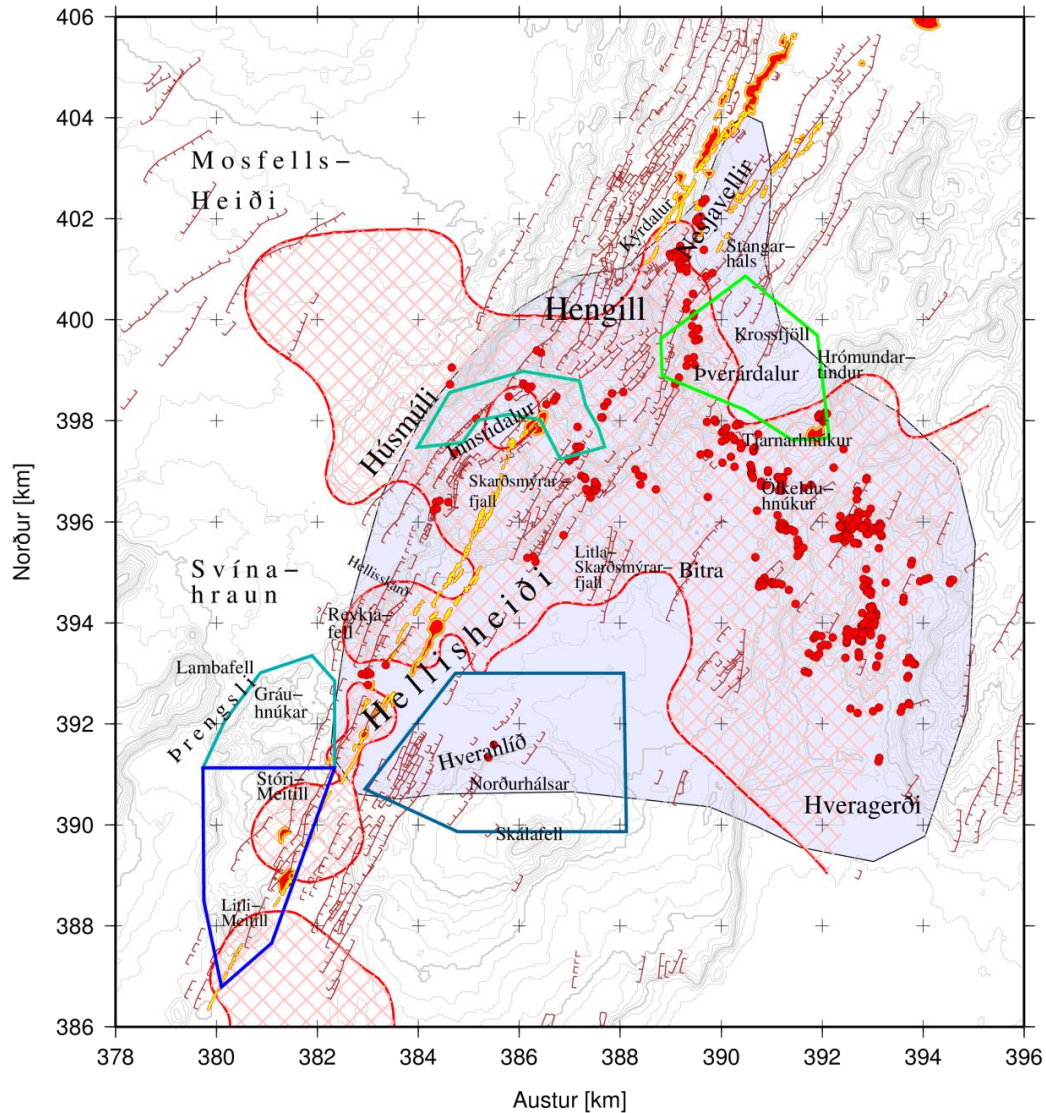 406
404
402
400
398
396
394
392
390
388
386
Norður [km]
378
380
382
384
386
388
390
392
394
396
Austur [km]
Mosfells–
Heiði
Kýrdalur
Nesjavellir
Stangar–
háls
Hengill
Krossfjöll
Hrómundar–
tindur
Þverárdalur
Húsmúli
Innstidalur
Tjarnarhnúkur
Skarðsmýrar–
fjall
Ölkeldu–
hnúkur
Svína–
hraun
Hellisskarð
Litla–
Skarðsmýrar–
fjall
Bitra
Reykja–
fell
Hellisheiði
Lambafell
Gráu–
hnúkar
Þrengsli
Hverahlíð
Stóri–
Meitill
Norðurhálsar
Hveragerði
Skálafell
Litli–
Meitill